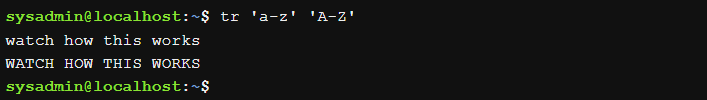 sysadmin@localhost:~$ tr 'a-z' 'A-Z'
watch how this works
WATCH HOW THIS WORKS
sysadmin@localhost:~$